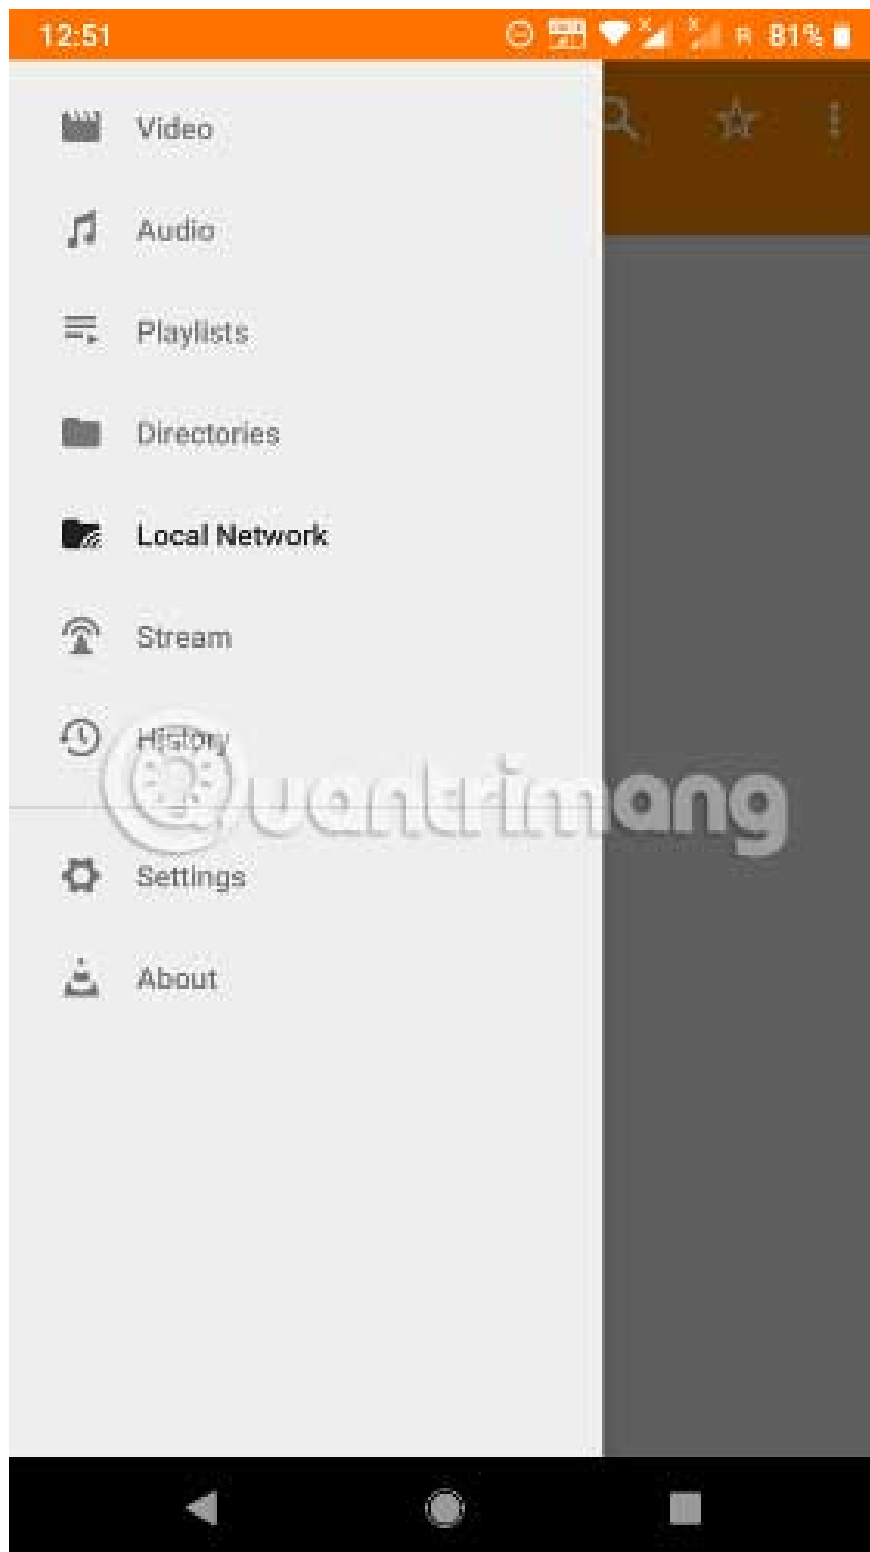 12:51
R 81%
Video
Audio
Playlists
Directories
Local Network
Stream
History
Quantrimang
Settings
About